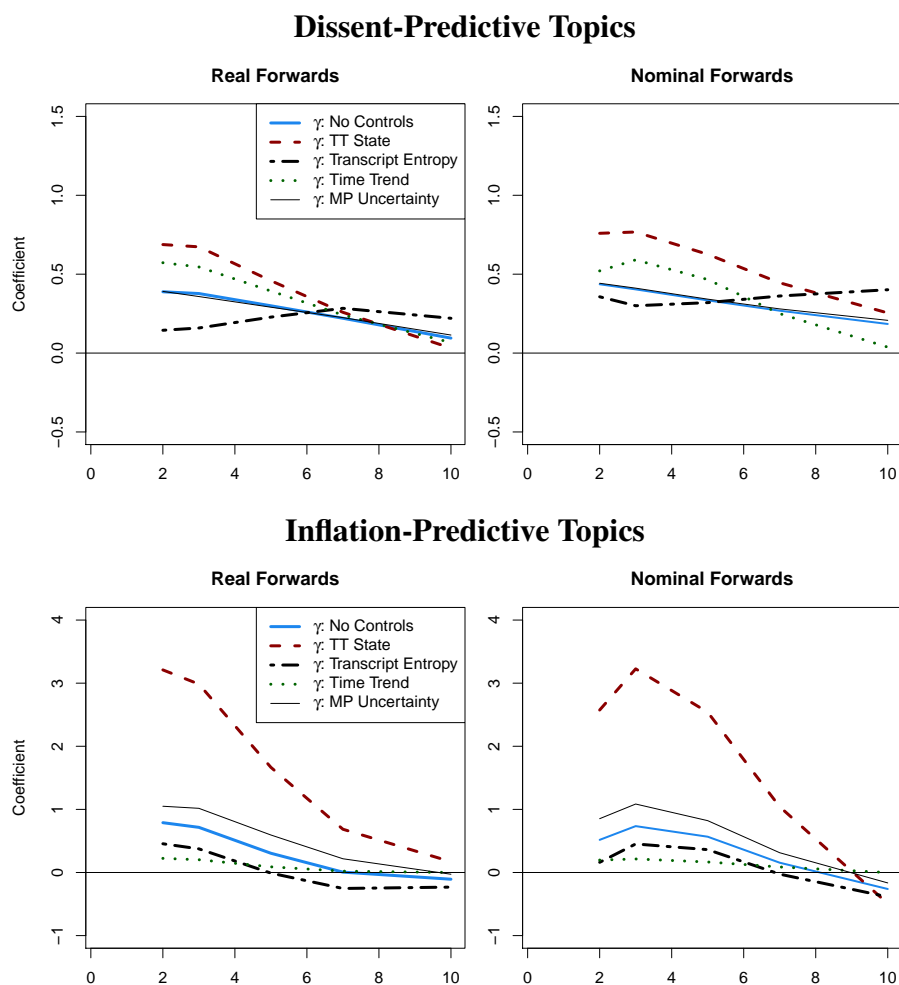 Dissent-Predictive Topics
Real Forwards
Nominal Forwards
Coefficient
−0.5 0.0 0.5 1.0 1.5
γ: No Controls
γ: TT State
γ: Transcript Entropy
γ: Time Trend
γ: MP Uncertainty
−0.5 0.0 0.5 1.0 1.5
0 2 4 6 8 10
0 2 4 6 8 10
Inflation-Predictive Topics
Real Forwards
Nominal Forwards
Coefficient
−1 0 1 2 3 4
γ: No Controls
γ: TT State
γ: Transcript Entropy
γ: Time Trend
γ: MP Uncertainty
−1 0 1 2 3 4
0 2 4 6 8 10
0 2 4 6 8 10